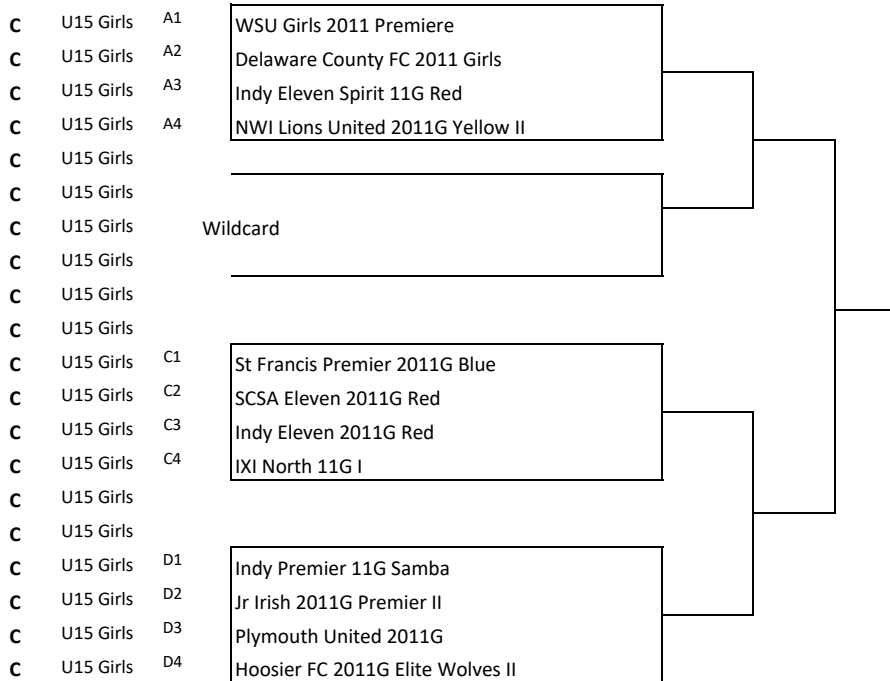 C U15 Girls A1 WSU Girls 2011 Premiere
C U15 Girls A2 Delaware County FC 2011 Girls
C U15 Girls A3 Indy Eleven Spirit 11G Red
C U15 Girls A4 NWI Lions United 2011G Yellow II
C U15 Girls
C U15 Girls
C U15 Girls Wildcard
C U15 Girls
C U15 Girls
C U15 Girls
C U15 Girls C1 St Francis Premier 2011G Blue
C U15 Girls C2 SCSA Eleven 2011G Red
C U15 Girls C3 Indy Eleven 2011G Red
C U15 Girls C4 IXI North 11G I
C U15 Girls
C U15 Girls
C U15 Girls D1 Indy Premier 11G Samba
C U15 Girls D2 Jr Irish 2011G Premier II
C U15 Girls D3 Plymouth United 2011G
C U15 Girls D4 Hoosier FC 2011G Elite Wolves II